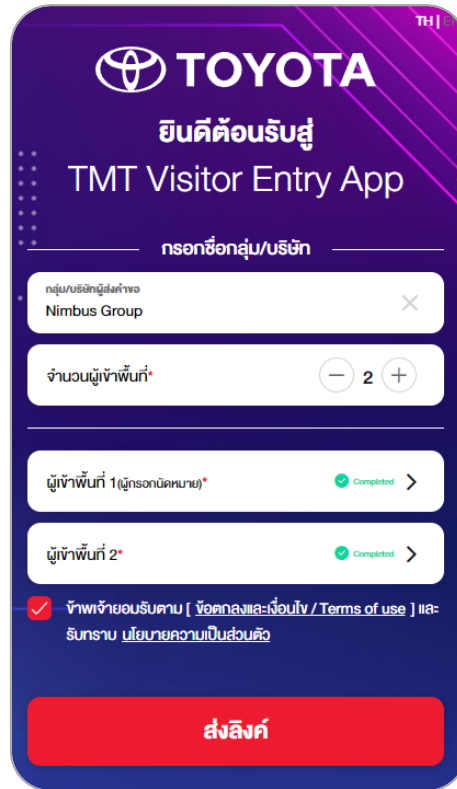 TH | EN
TOYOTA
ยินดีต้อนรับสู่
TMT Visitor Entry App
กรอกชื่อกลุ่ม/บริษัท
กลุ่ม/บริษัทผู้ส่งคำขอ
Nimbus Group
จำนวนผู้เข้าพื้นที่*
2
ผู้เข้าพื้นที่ 1(ผู้กรอกนัดหมาย)*
Completed
ผู้เข้าพื้นที่ 2*
Completed
ข้าพเจ้ายอมรับตาม [ ข้อตกลงและเงื่อนไข / Terms of use ] และ
รับทราบ นโยบายความเป็นส่วนตัว
ส่งลิงค์